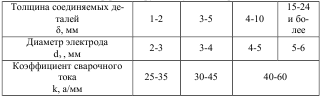 Толщина соединяемых де-
талей
δ, мм
1-2
3-5
4-10
15-24
и бо-
лее
Диаметр электрода
d₃, мм
2-3
3-4
4-5
5-6
Коэффициент сварочного
тока
k, а/мм
25-35
30-45
40-60